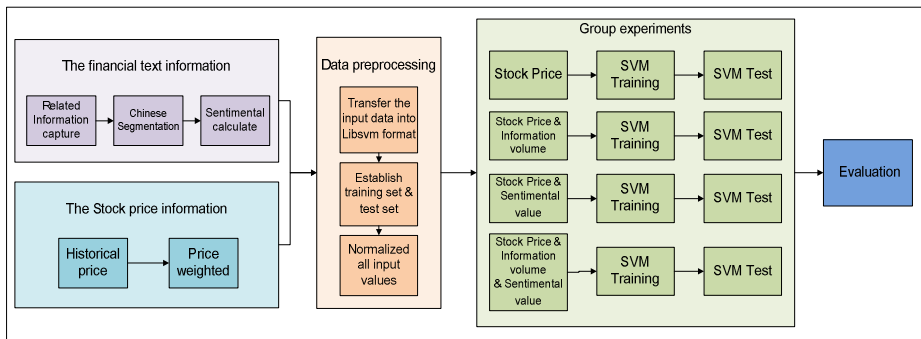 The financial text information
Related
Information
capture
Chinese
Segmentation
Sentimental
calculate
The Stock price information
Historical
price
Price
weighted
Data preprocessing
Transfer the
input data into
Libsvm format
Establish
training set &
test set
Normalized
all input
values
Group experiments
Stock Price
SVM
Training
SVM Test
Stock Price &
Information
volume
SVM
Training
SVM Test
Stock Price &
Sentimental
value
SVM
Training
SVM Test
Stock Price &
Information
volume
& Sentimental
value
SVM
Training
SVM Test
Evaluation